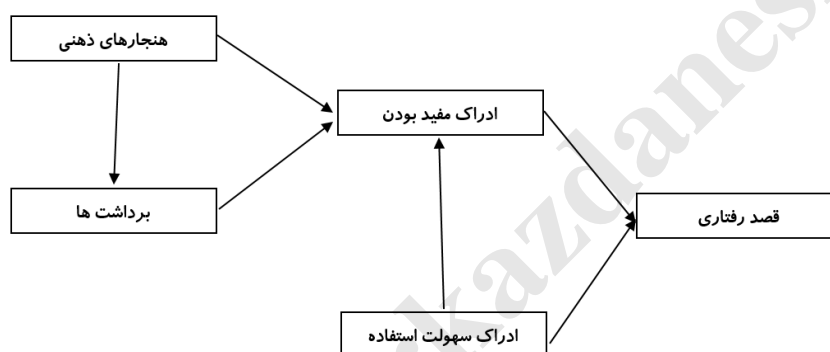 هنجارهای ذهنی
ادراک مفید بودن
برداشت ها
قصد رفتاری
ادراک سهولت استفاده